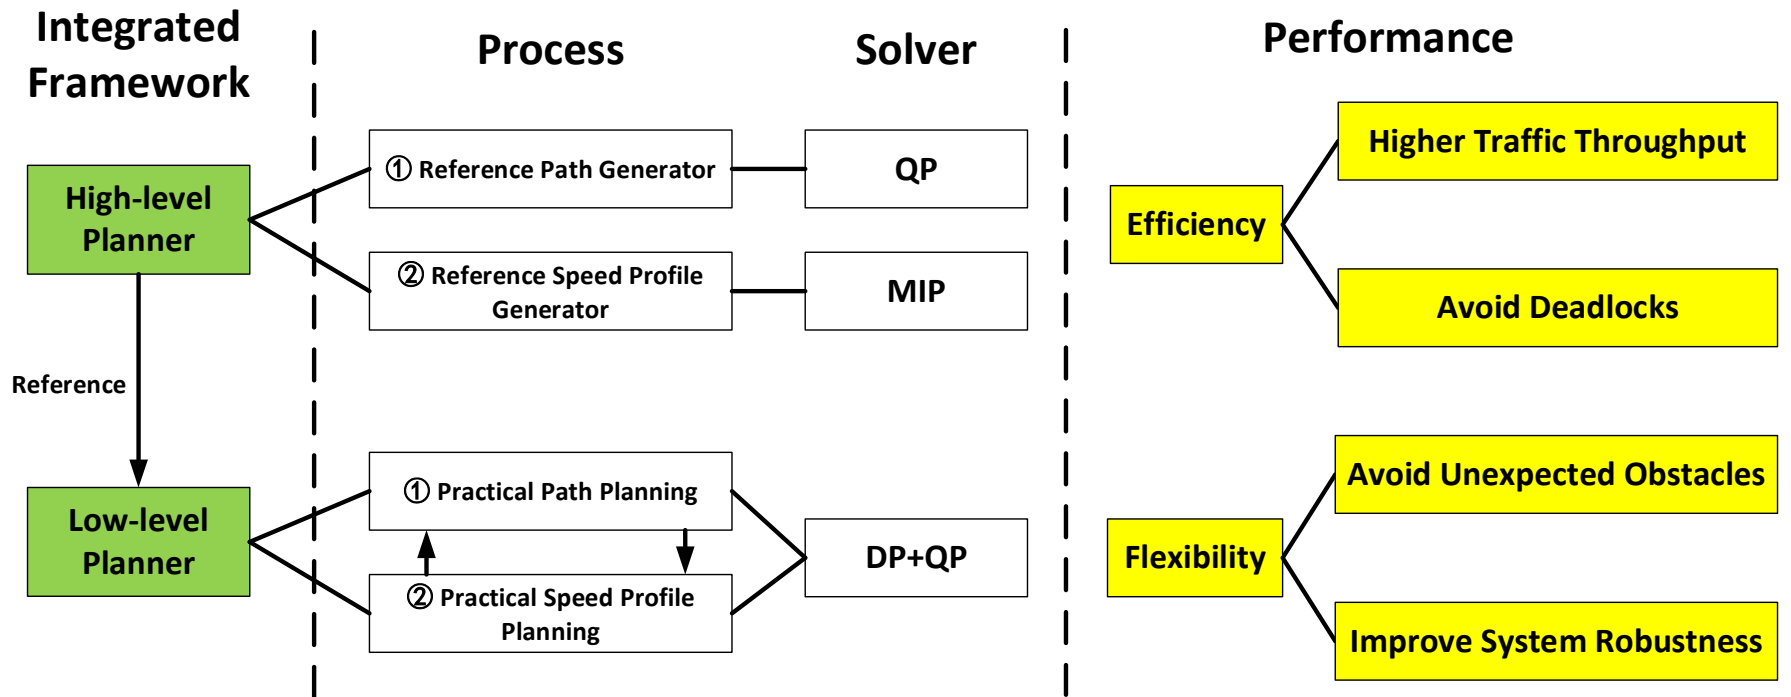 Integrated
Framework
Process
Solver
Performance
High-level
Planner
① Reference Path Generator
QP
② Reference Speed Profile
Generator
MIP
Efficiency
Higher Traffic Throughput
Avoid Deadlocks
Reference
Low-level
Planner
① Practical Path Planning
② Practical Speed Profile
Planning
DP+QP
Flexibility
Avoid Unexpected Obstacles
Improve System Robustness